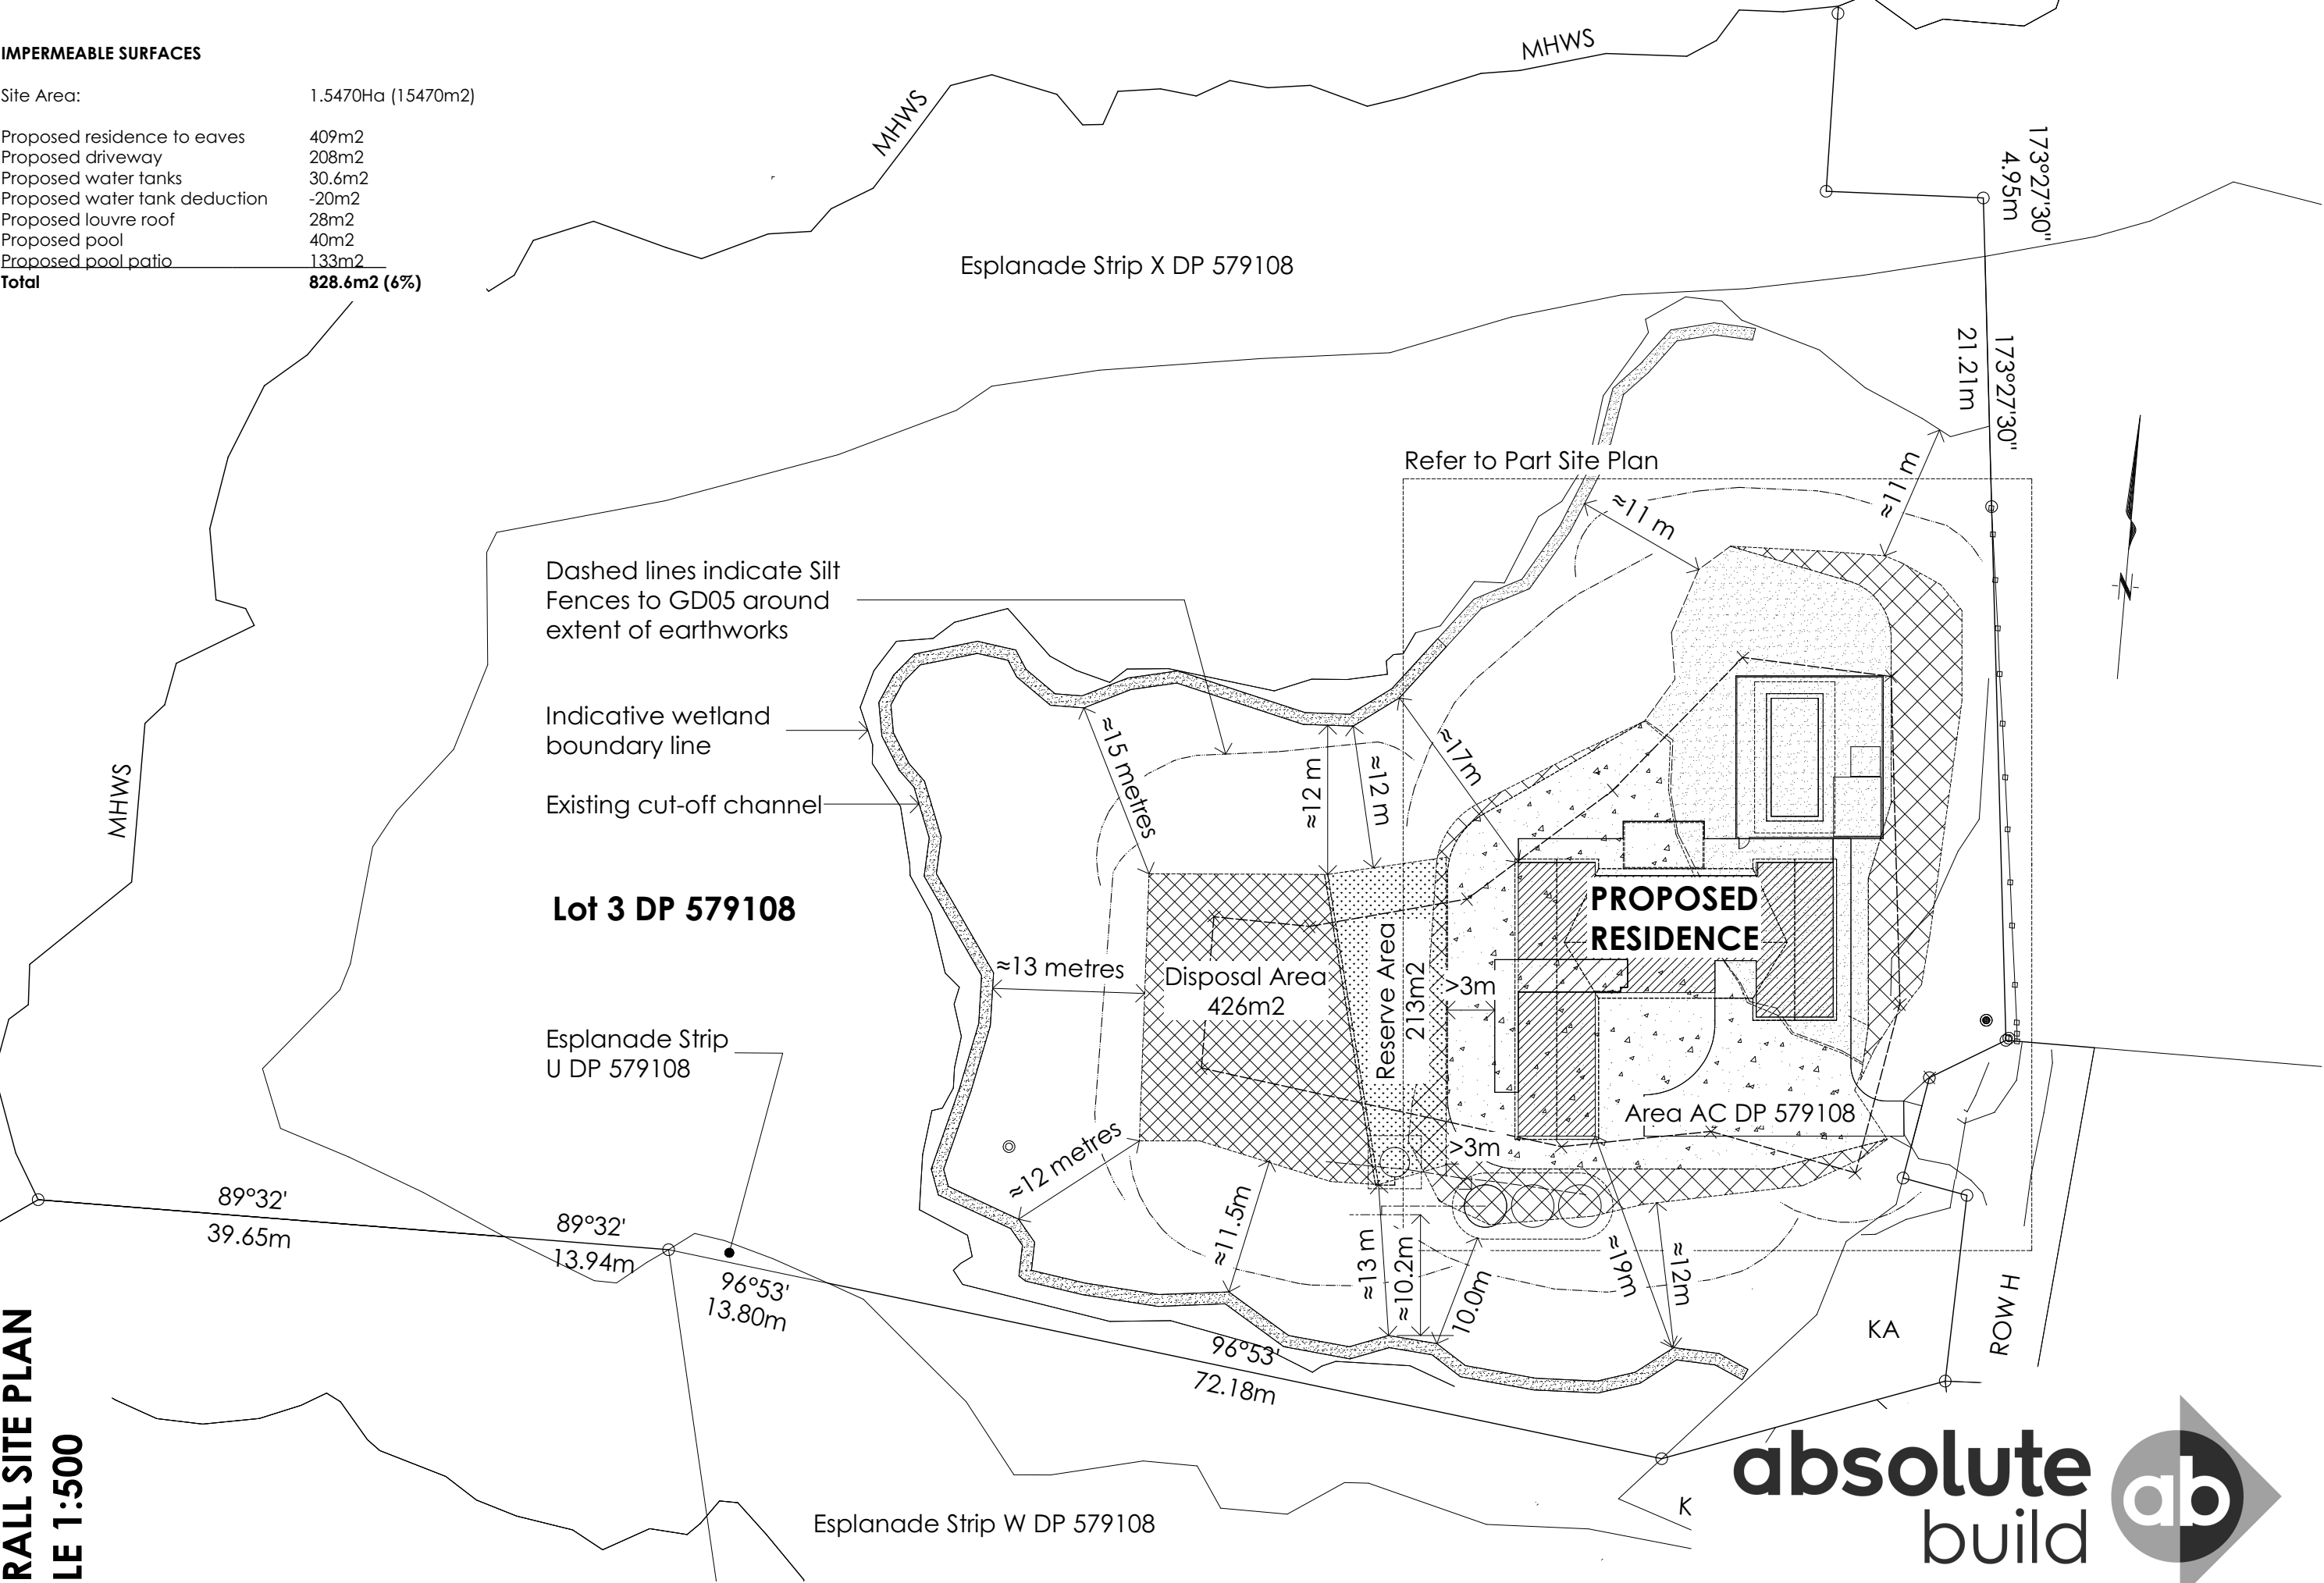 IMPERMEABLE SURFACES
Site Area: 1.5470Ha (15470m2)
Proposed residence to eaves 409m2
Proposed driveway 208m2
Proposed water tanks 30.6m2
Proposed water tank deduction -20m2
Proposed louvre roof 28m2
Proposed pool 40m2
Proposed pool patio 133m2
Total 828.6m2 (6%)
MHWS
MHWS
173°27'30"
4.95m
Esplanade Strip X DP 579108
173°27'30"
21.21m
Refer to Part Site Plan
≈11 m
≈11 m
Dashed lines indicate Silt
Fences to GD05 around
extent of earthworks
Indicative wetland
boundary line
Existing cut-off channel
MHWS
≈15 metres
≈12 m
≈12 m
≈17m
Lot 3 DP 579108
PROPOSED
RESIDENCE
≈13 metres
Disposal Area
426m2
Reserve Area
213m2
>3m
Esplanade Strip
U DP 579108
Area AC DP 579108
>3m
≈12 metres
≈11.5m
≈13 m
≈10.2m
10.0m
≈19m
≈12m
89°32'
39.65m
89°32'
13.94m
96°53'
13.80m
96°53'
72.18m
KA
ROW H
K
Esplanade Strip W DP 579108
RALL SITE PLAN
LE 1:500
N
absolute
build
ab